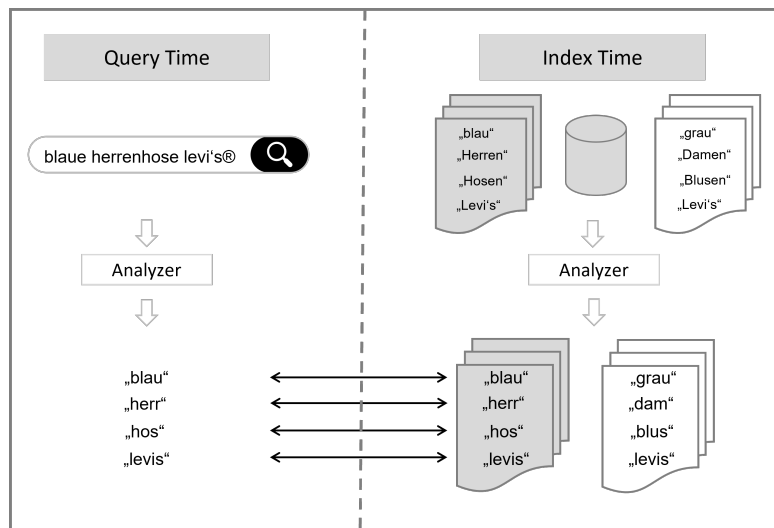 Query Time
Index Time
blaue herrenhose levi‘s®
„blau“
„Herren“
„Hosen“
„Levi‘s“
„grau“
„Damen“
„Blusen“
„Levi‘s“
Analyzer
Analyzer
„blau“
„herr“
„hos“
„levis“
„blau“
„herr“
„hos“
„levis“
„grau“
„dam“
„blus“
„levis“